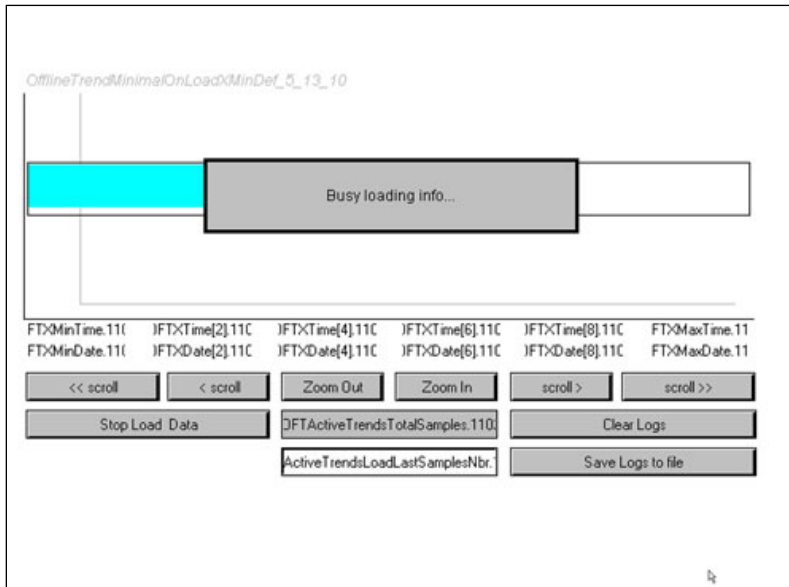 OfflineTrendMinimalOnLoadXMinDef_5_13_10
Busy loading info...
FTXMinTime.11( )FTXTime[2].11C )FTXTime[4].11C )FTXTime[6].11C )FTXTime[8].11C FTXMaxTime.11
FTXMinDate.11( )FTXDate[2].11C )FTXDate[4].11C )FTXDate[6].11C )FTXDate[8].11C FTXMaxDate.11
<< scroll < scroll Zoom Out Zoom In scroll > scroll >>
Stop Load Data )FTActiveTrendsTotalSamples.110: Clear Logs
ActiveTrendsLoadLastSamplesNbr.1 Save Logs to file